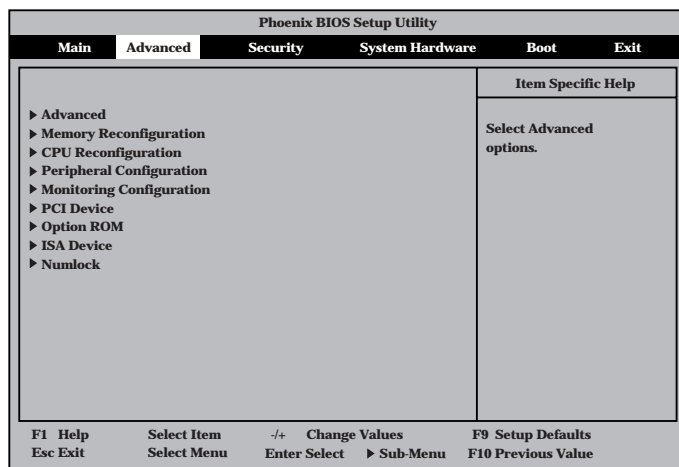 Phoenix BIOS Setup Utility
Main Advanced Security System Hardware Boot Exit
Item Specific Help
Select Advanced
options.
▶ Advanced
▶ Memory Reconfiguration
▶ CPU Reconfiguration
▶ Peripheral Configuration
▶ Monitoring Configuration
▶ PCI Device
▶ Option ROM
▶ ISA Device
▶ Numlock
F1 Help Select Item -/+ Change Values F9 Setup Defaults
Esc Exit Select Menu Enter Select ▶ Sub-Menu F10 Previous Value